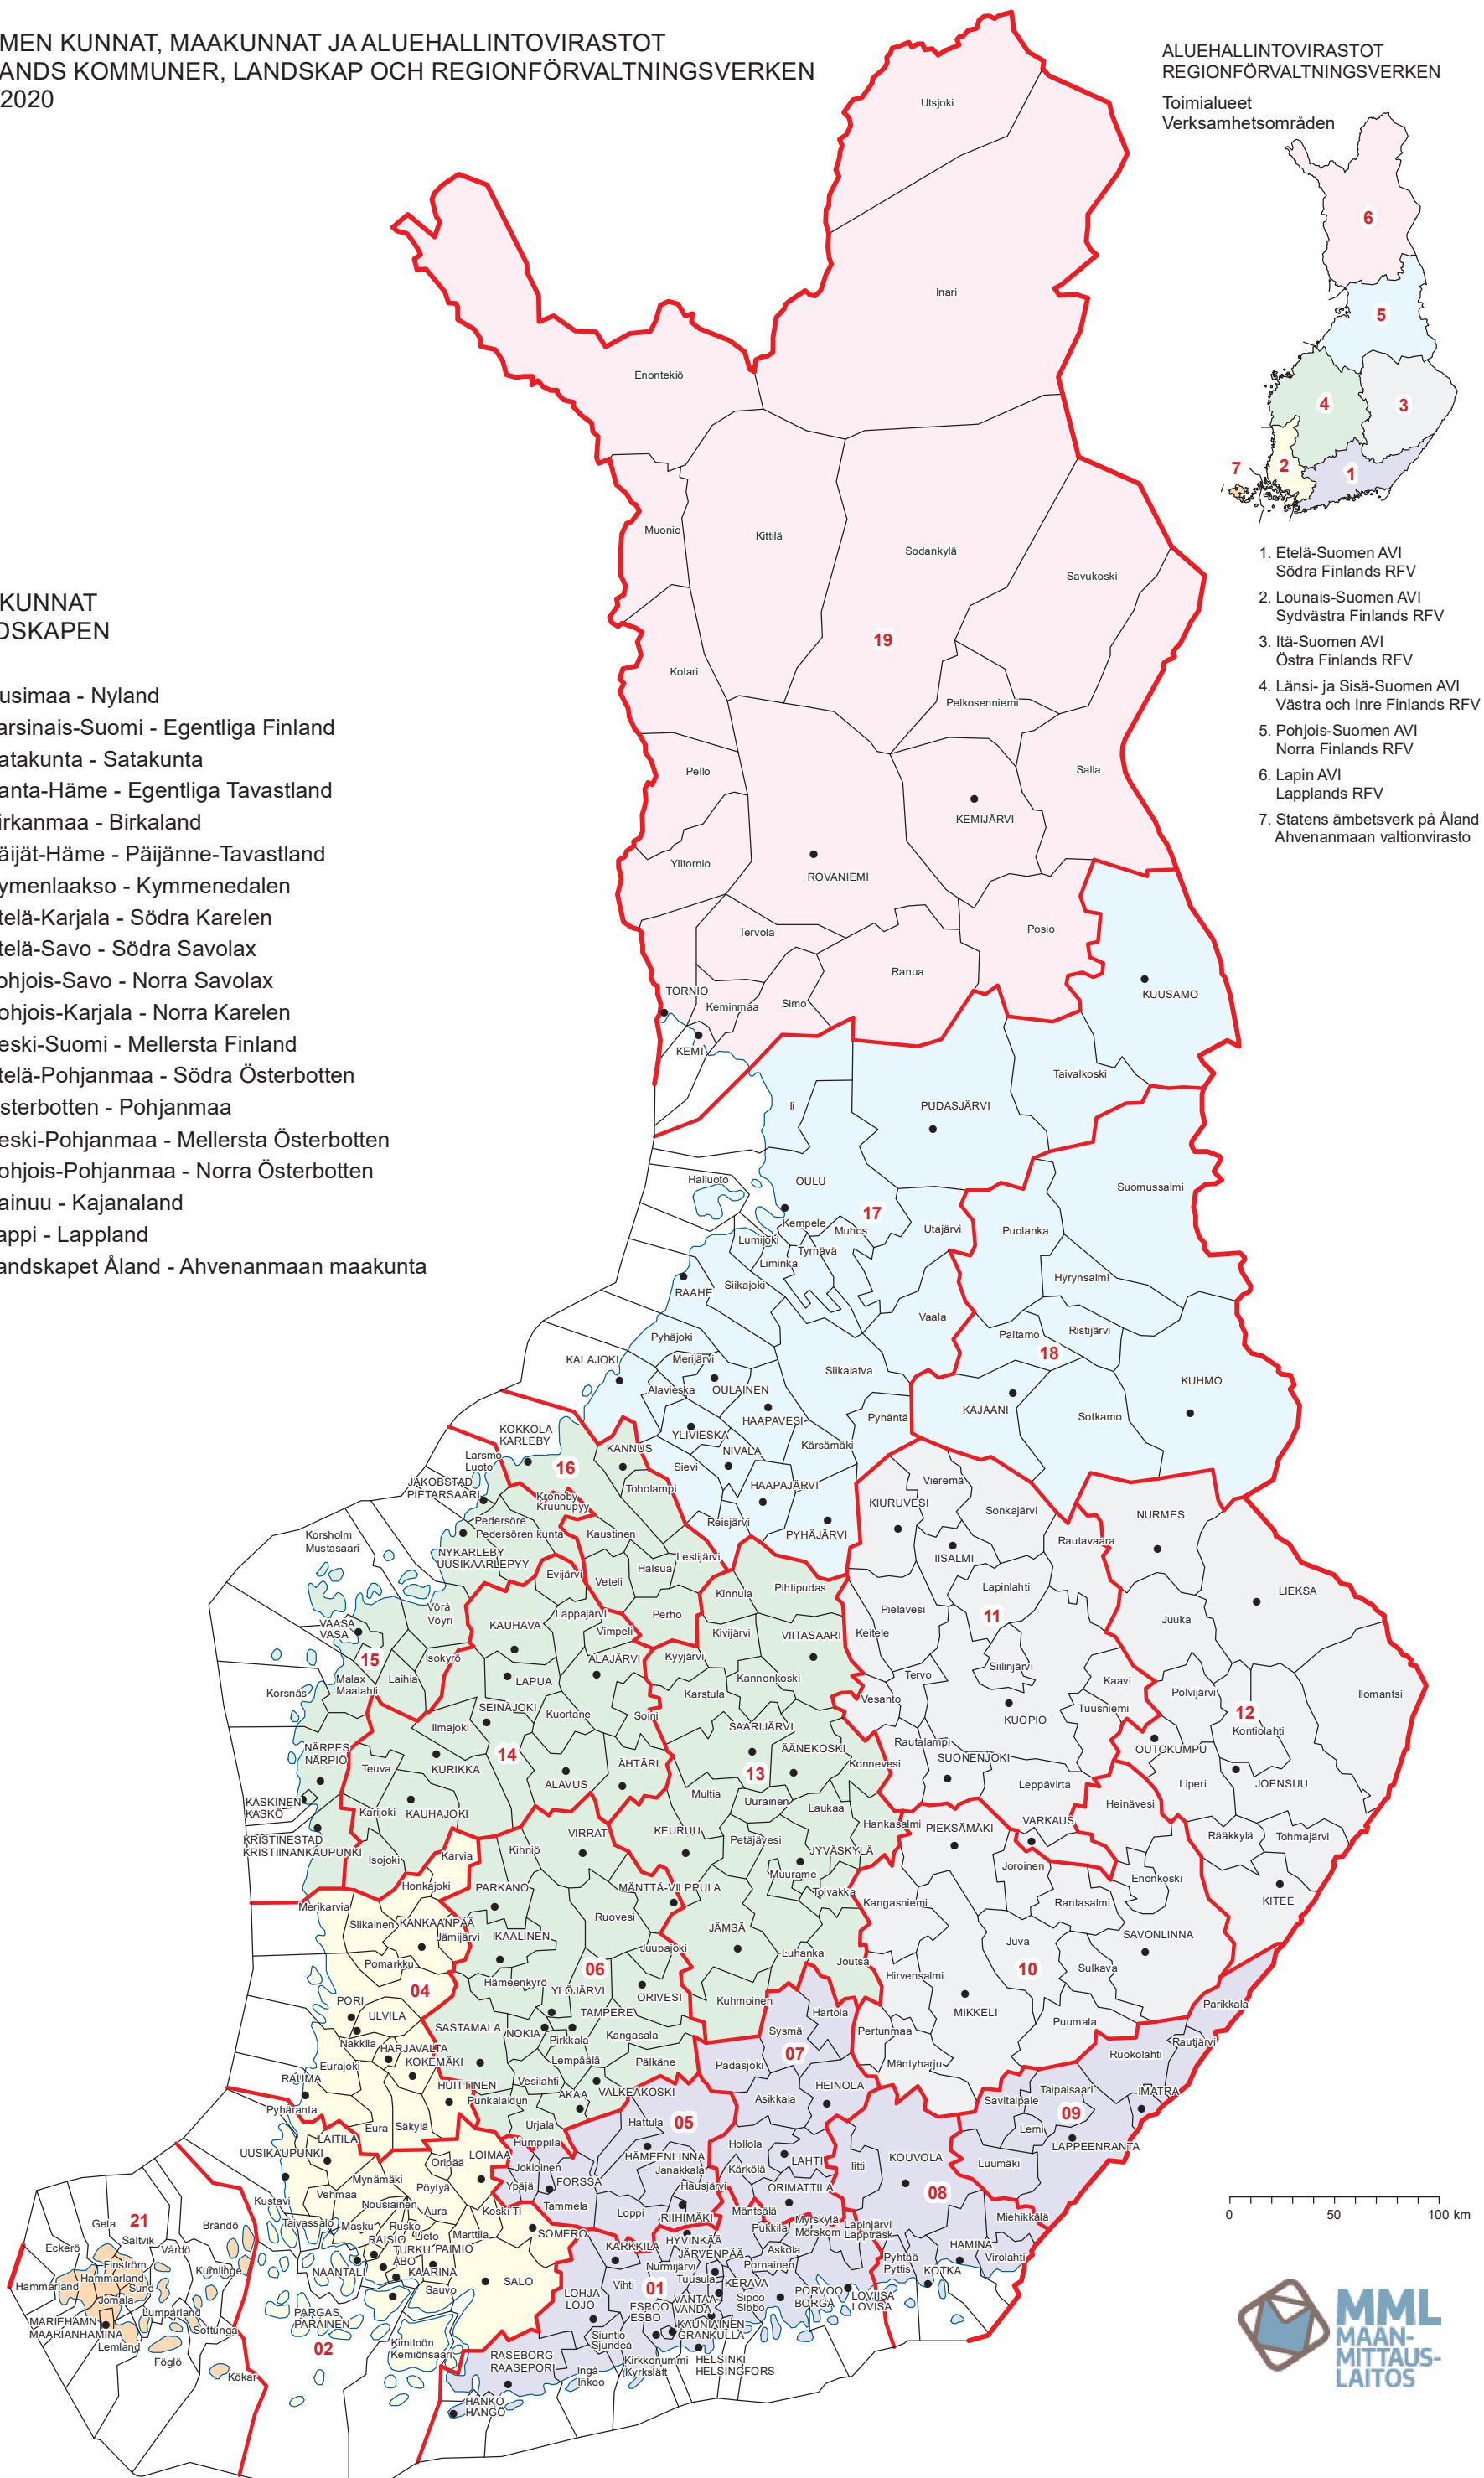 MEN KUNNAT, MAAKUNNAT JA ALUEHALLINTOVIRASTOT
ANDS KOMMUNER, LANDSKAP OCH REGIONFÖRVALTNINGSVERKEN
2020
ALUEHALLINTOVIRASTOT
REGIONFÖRVALTNINGSVERKEN
Toimialueet
Verksamhetsområden
6
5
4
3
7
2
1
1. Etelä-Suomen AVI
Södra Finlands RFV
2. Lounais-Suomen AVI
Sydvästra Finlands RFV
3. Itä-Suomen AVI
Östra Finlands RFV
4. Länsi- ja Sisä-Suomen AVI
Västra och Inre Finlands RFV
5. Pohjois-Suomen AVI
Norra Finlands RFV
6. Lapin AVI
Lapplands RFV
7. Statens ämbetsverk på Åland
Ahvenanmaan valtionvirasto
KUNNAT
DSKAPEN
usimaa - Nyland
arsinais-Suomi - Egentliga Finland
atakunta - Satakunta
anta-Häme - Egentliga Tavastland
irkanmaa - Birkaland
äijät-Häme - Päijänne-Tavastland
ymenlaakso - Kymmenedalen
telä-Karjala - Södra Karelen
telä-Savo - Södra Savolax
ohjois-Savo - Norra Savolax
ohjois-Karjala - Norra Karelen
eski-Suomi - Mellersta Finland
telä-Pohjanmaa - Södra Österbotten
sterbotten - Pohjanmaa
eski-Pohjanmaa - Mellersta Österbotten
ohjois-Pohjanmaa - Norra Österbotten
ainuu - Kajanaland
appi - Lappland
andskapet Åland - Ahvenanmaan maakunta
Utsjoki
Inari
Enontekiö
Muonio
Kittilä
Sodankylä
Savukoski
19
Kolari
Pelkosenniemi
Pello
Salla
KEMIJÄRVI
Ylitornio
ROVANIEMI
Tervola
Posio
Ranua
TORNIO
Keminmaa
Simo
KEMI
KUUSAMO
Taivalkoski
Ii
PUDASJÄRVI
Hailuoto
OULU
Suomussalmi
17
Kempele
Muhos
Utajärvi
Puolanka
Lumijoki
Tyrnävä
Liminka
Hyrynsalmi
Siikajoki
RAAHE
Vaala
Paltamo
Ristijärvi
18
Pyhäjoki
KALAJOKI
Merijärvi
Siikalatva
Alavieska
OULAINEN
KUHMO
KAJAANI
Sotkamo
HAAPAVESI
Pyhäntä
YLIVIESKA
KOKKOLA
KARLEBY
KANNUS
NIVALA
Kärsämäki
Larsmo
Luoto
16
Sievi
Vieremä
JAKOBSTAD
PIETARSAARI
Toholampi
HAAPAJÄRVI
KIURUVESI
Sonkajärvi
NURMES
Kronoby
Kruunupyy
Reisjärvi
PYHÄJÄRVI
Pedersöre
Pedersören kunta
Kaustinen
Rautavaara
Korsholm
Mustasaari
NYKARLEBY
UUSIKAARLEPYY
Lestijärvi
IISALMI
Halsua
Evijärvi
Veteli
Kinnula
Pihtipudas
Lapinlahti
LIEKSA
Vörå
Vöyri
Lappajärvi
Perho
Pielavesi
11
Juuka
VAASA
VASA
KAUHAVA
Vimpeli
Kivijärvi
VIITASAARI
Keitele
15
Isokyrö
ALAJÄRVI
Kyyjärvi
Siilinjärvi
Malax
Maalahti
Laihia
LAPUA
Kannonkoski
Tervo
Kaavi
Polvijärvi
Ilomantsi
Korsnäs
Karstula
Vesanto
Tuusniemi
SEINÄJOKI
Kuortane
Soini
KUOPIO
12
Ilmajoki
SAARIJÄRVI
Kontiolahti
Rautalampi
NÄRPES
NÄRPIÖ
14
ÄÄNEKOSKI
SUONENJOKI
OUTOKUMPU
Teuva
KURIKKA
ÄHTÄRI
13
Konnevesi
ALAVUS
Multia
Leppävirta
Liperi
JOENSUU
KASKINEN
KASKÖ
Karijoki
KAUHAJOKI
Uurainen
Laukaa
Heinävesi
Hankasalmi
PIEKSÄMÄKI
VARKAUS
KRISTINESTAD
KRISTIINANKAUPUNKI
VIRRAT
KEURUU
Petäjävesi
Rääkkylä
Tohmajärvi
Isojoki
Karvia
Kihniö
JYVÄSKYLÄ
Joroinen
Muurame
Enonkoski
Honkajoki
PARKANO
MÄNTTÄ-VILPPULA
Toivakka
Kangasniemi
Rantasalmi
KITEE
Merikarvia
Siikainen
KANKAANPÄÄ
Ruovesi
Jämijärvi
IKAALINEN
JÄMSÄ
SAVONLINNA
Juupajoki
Luhanka
Juva
Pomarkku
Joutsa
06
10
Sulkava
Hämeenkyrö
Hirvensalmi
04
YLÖJÄRVI
ORIVESI
PORI
Kuhmoinen
MIKKELI
Parikkala
ULVILA
TAMPERE
Hartola
SASTAMALA
NOKIA
Sysmä
Pertunmaa
Puumala
Nakkila
HARJAVALTA
Pirkkala
Kangasala
Rautjärvi
KOKEMÄKI
Lempäälä
Pälkäne
07
Ruokolahti
Eurajoki
Padasjoki
Mäntyharju
RAUMA
Vesilahti
HUITTINEN
AKAA
VALKEAKOSKI
HEINOLA
Taipalsaari
IMATRA
Punkalaidun
Asikkala
Savitaipale
Pyhäranta
09
Eura
Säkylä
Urjala
Hattula
05
Lemi
LAITILA
Humppila
LAPPEENRANTA
UUSIKAUPUNKI
LOIMAA
HÄMEENLINNA
Hollola
LAHTI
KOUVOLA
Oripää
Jokioinen
Janakkala
Kärkölä
Iitti
Luumäki
Mynämäki
Ypäjä
FORSSA
Hausjärvi
ORIMATTILA
Vehmaa
Pöytyä
08
Kustavi
Nousiainen
Aura
Koski Tl
Tammela
Loppi
RIIHIMÄKI
Mäntsälä
Myrskylä
Mörskom
Lapinjärvi
Lappträsk
Miehikkälä
21
Geta
Brändö
Taivassalo
Masku
Rusko
Lieto
Marttila
SOMERO
HYVINKÄÄ
Pukkila
Saltvik
RAISIO
Askola
HAMINA
Eckerö
Vårdö
TURKU
ÅBO
PAIMIO
KARKKILA
JÄRVENPÄÄ
Pyhtää
Pyttis
Virolahti
Finström
Kumlinge
NAANTALI
KAARINA
Nurmijärvi
Pornainen
KOTKA
Hammarland
Hammarland
Sund
Sauvo
SALO
Vihti
01
Tuusula
KERAVA
Jomala
LOHJA
LOJO
VANTAA
VANDA
Sipoo
Sibbo
PORVOO
BORGÅ
LOVIISA
LOVISA
Lumparland
MARIEHAMN
MAARIANHAMINA
Sottunga
PARGAS
PARAINEN
ESPOO
ESBO
KAUNIAINEN
GRANKULLA
Lemland
02
Kimitoön
Kemiönsaari
Siuntio
Sjundeå
Föglö
RASEBORG
RAASEPORI
Kirkkonummi
Kyrkslätt
HELSINKI
HELSINGFORS
Kökar
Ingå
Inkoo
HANKO
HANGÖ
0 50 100 km
MML
MAAN-
MITTAUS-
LAITOS